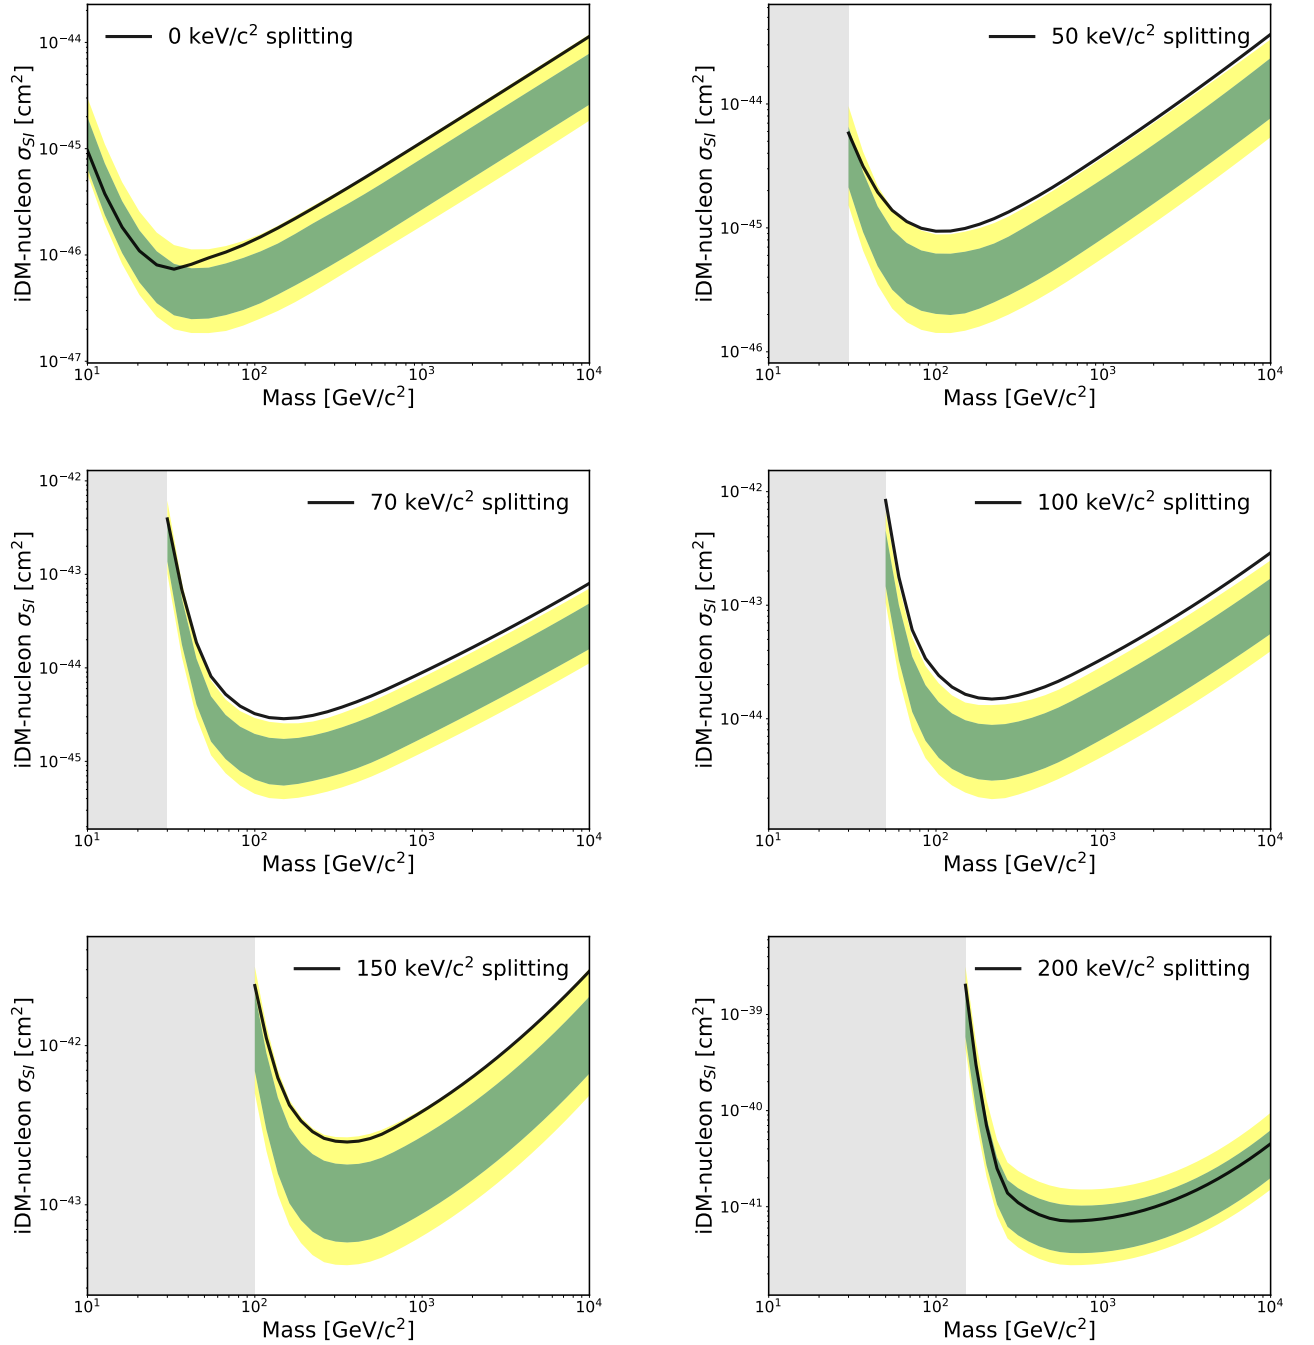 0 keV/c² splitting
10⁻⁴⁴
10⁻⁴⁵
10⁻⁴⁶
10⁻⁴⁷
iDM-nucleon σSI [cm²]
10¹ 10² 10³ 10⁴
Mass [GeV/c²]
50 keV/c² splitting
10⁻⁴⁴
10⁻⁴⁵
10⁻⁴⁶
iDM-nucleon σSI [cm²]
10¹ 10² 10³ 10⁴
Mass [GeV/c²]
70 keV/c² splitting
10⁻⁴²
10⁻⁴³
10⁻⁴⁴
10⁻⁴⁵
iDM-nucleon σSI [cm²]
10¹ 10² 10³ 10⁴
Mass [GeV/c²]
100 keV/c² splitting
10⁻⁴²
10⁻⁴³
10⁻⁴⁴
iDM-nucleon σSI [cm²]
10¹ 10² 10³ 10⁴
Mass [GeV/c²]
150 keV/c² splitting
10⁻⁴²
10⁻⁴³
iDM-nucleon σSI [cm²]
10¹ 10² 10³ 10⁴
Mass [GeV/c²]
200 keV/c² splitting
10⁻³⁹
10⁻⁴⁰
10⁻⁴¹
iDM-nucleon σSI [cm²]
10¹ 10² 10³ 10⁴
Mass [GeV/c²]